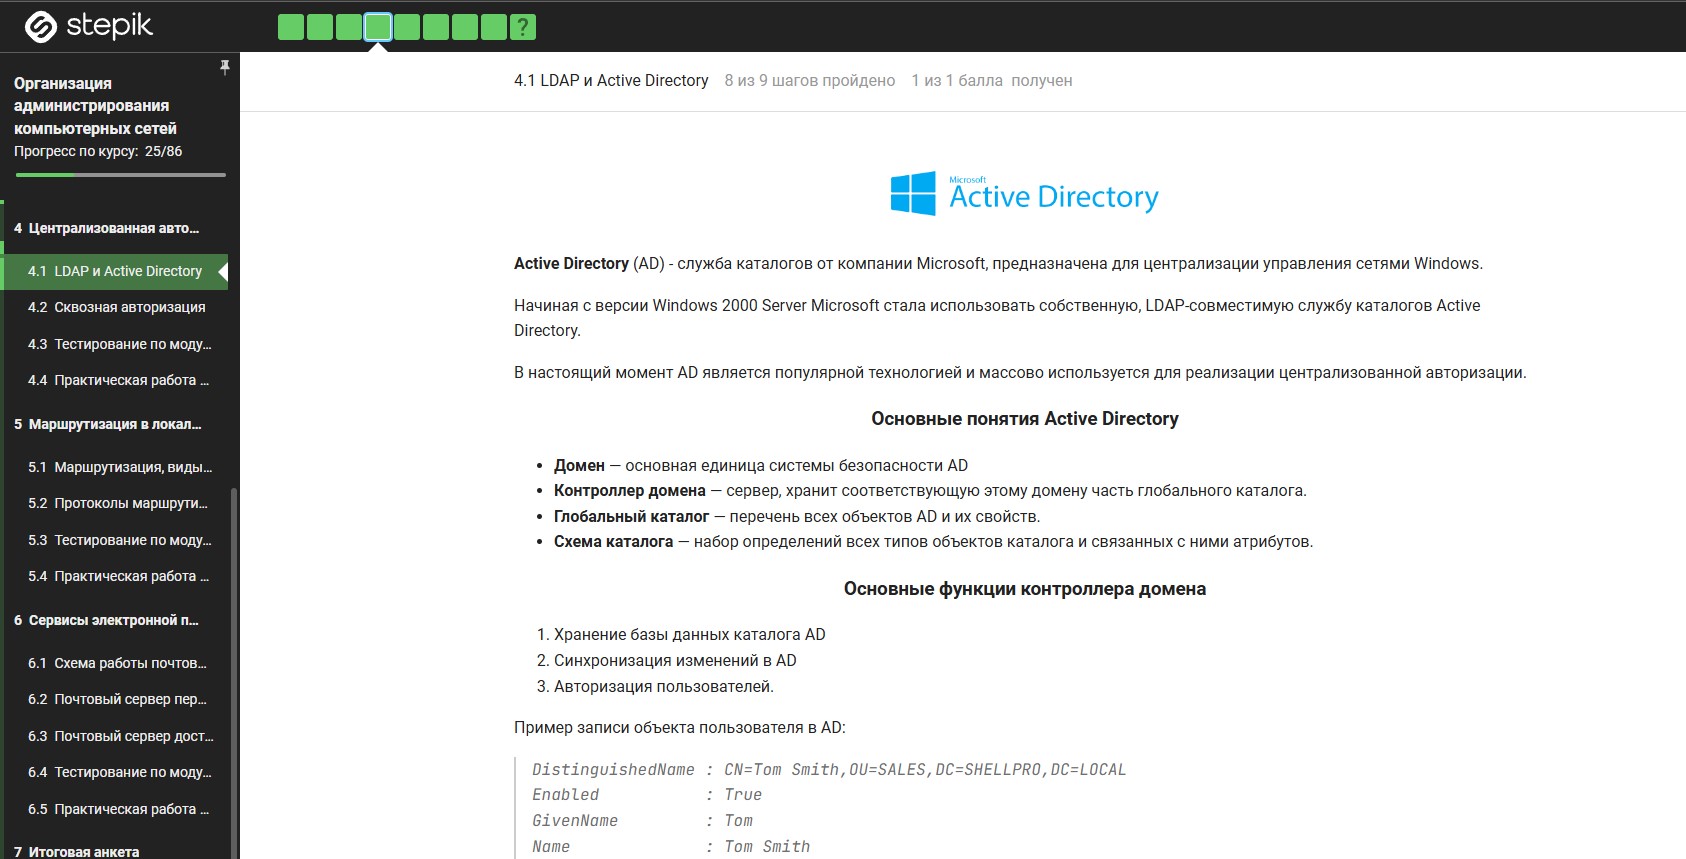 stepik
?
Организация
администрирования
компьютерных сетей
Прогресс по курсу: 25/86
4 Централизованная авто...
4.1 LDAP и Active Directory
4.2 Сквозная авторизация
4.3 Тестирование по моду...
4.4 Практическая работа ...
5 Маршрутизация в локал...
5.1 Маршрутизация, виды...
5.2 Протоколы маршрути...
5.3 Тестирование по моду...
5.4 Практическая работа ...
6 Сервисы электронной п...
6.1 Схема работы почтов...
6.2 Почтовый сервер пер...
6.3 Почтовый сервер дост...
6.4 Тестирование по моду...
6.5 Практическая работа ...
7 Итоговая анкета
4.1 LDAP и Active Directory 8 из 9 шагов пройдено 1 из 1 балла получен
Microsoft
Active Directory
Active Directory (AD) - служба каталогов от компании Microsoft, предназначена для централизации управления сетями Windows.
Начиная с версии Windows 2000 Server Microsoft стала использовать собственную, LDAP-совместимую службу каталогов Active
Directory.
В настоящий момент AD является популярной технологией и массово используется для реализации централизованной авторизации.
Основные понятия Active Directory
• Домен — основная единица системы безопасности AD
• Контроллер домена — сервер, хранит соответствующую этому домену часть глобального каталога.
• Глобальный каталог — перечень всех объектов AD и их свойств.
• Схема каталога — набор определений всех типов объектов каталога и связанных с ними атрибутов.
Основные функции контроллера домена
1. Хранение базы данных каталога AD
2. Синхронизация изменений в AD
3. Авторизация пользователей.
Пример записи объекта пользователя в AD:
DistinguishedName : CN=Tom Smith,OU=SALES,DC=SHELLPRO,DC=LOCAL
Enabled : True
GivenName : Tom
Name : Tom Smith